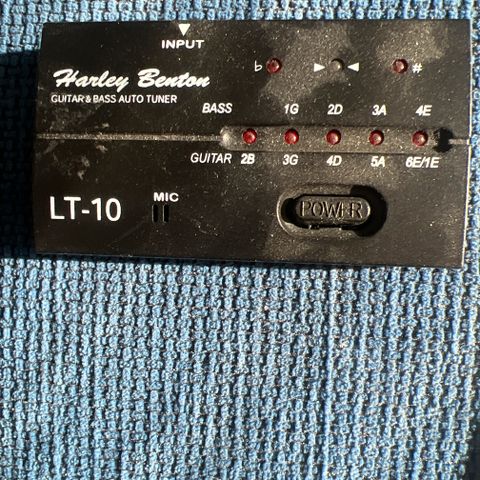 INPUT
Harley Benton
GUITAR & BASS AUTO TUNER
♭ ► ◄ #
BASS 1G 2D 3A 4E
GUITAR 2B 3G 4D 5A 6E/1E
LT-10
MIC
POWER